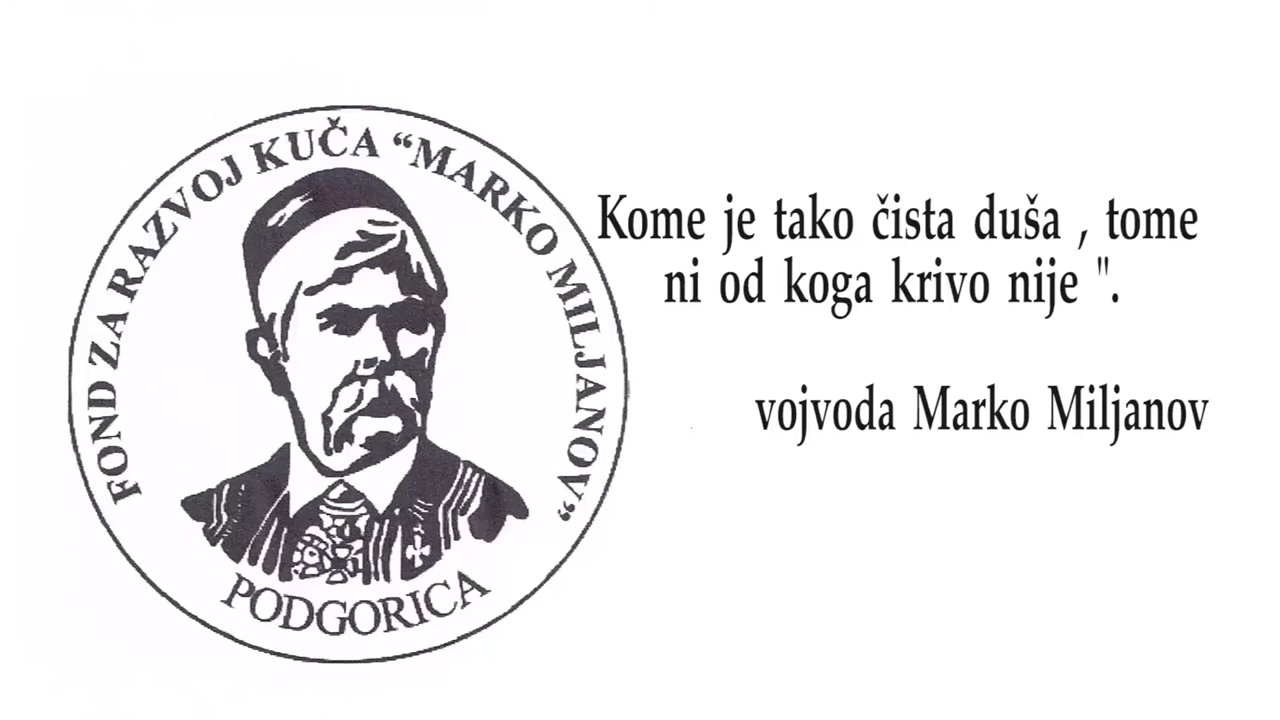 FOND ZA RAZVOJ KUČA “MARKO MILJANOV”
PODGORICA
Kome je tako čista duša , tome
ni od koga krivo nije ".
vojvoda Marko Miljanov